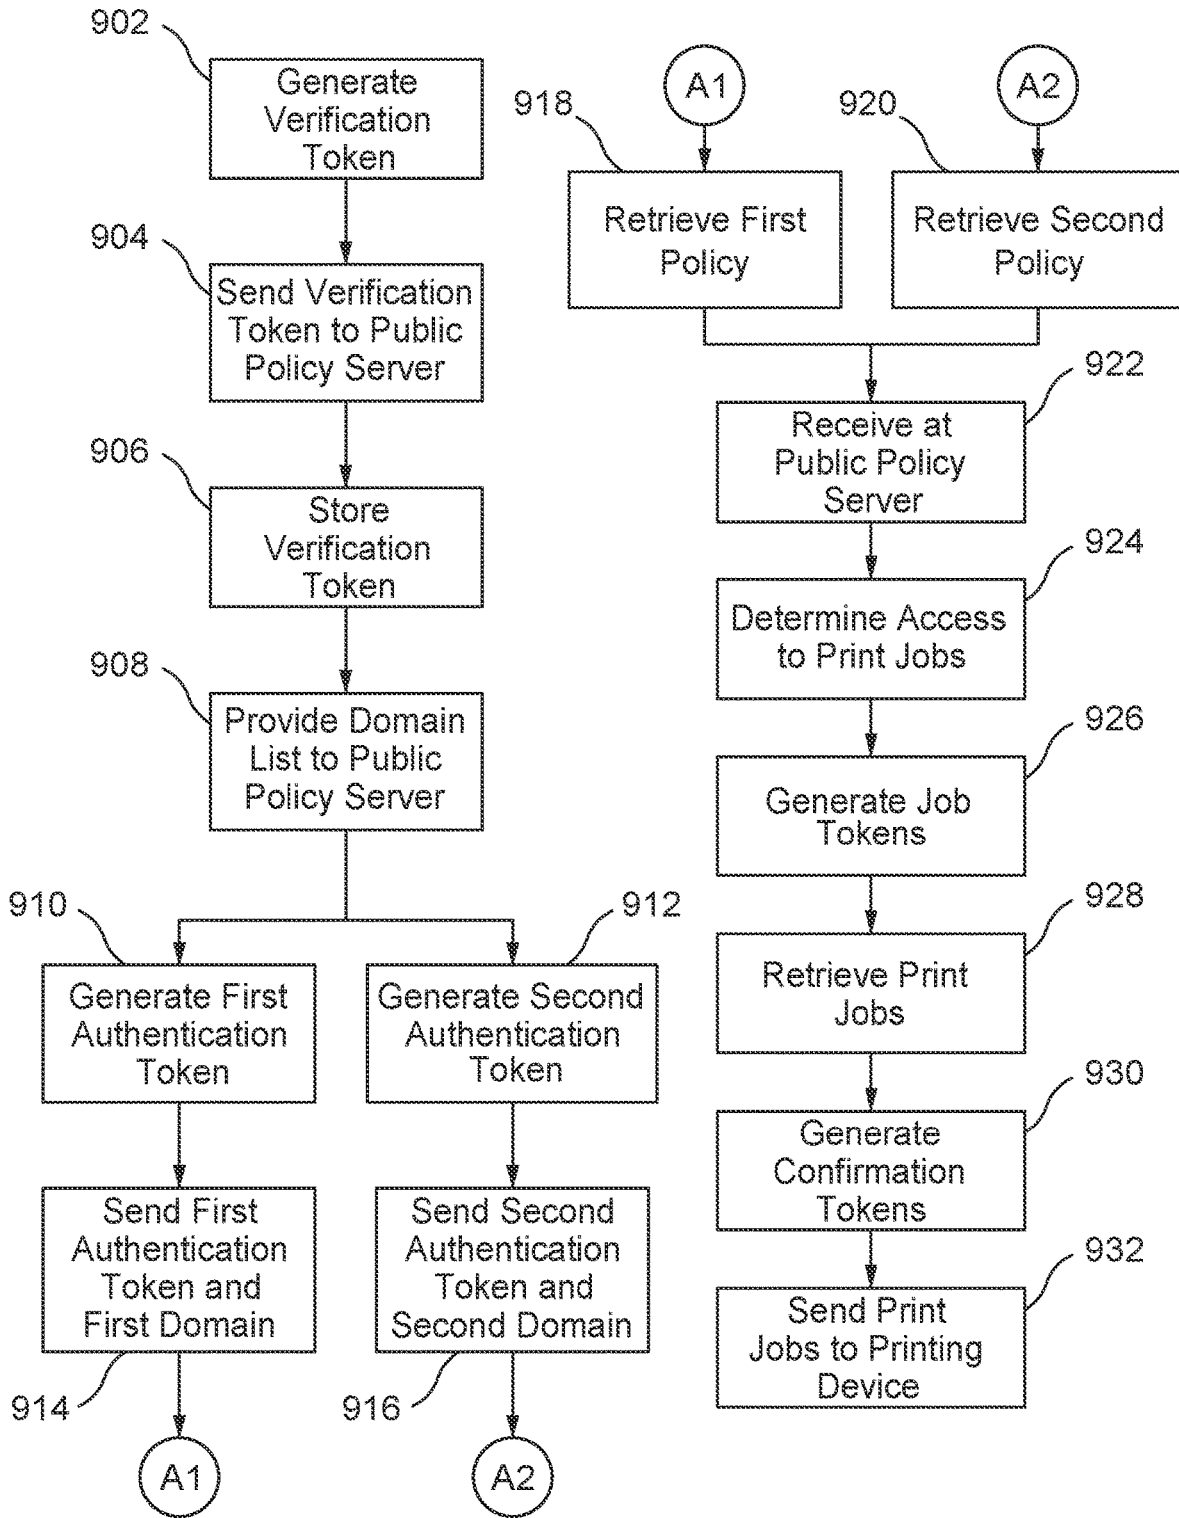 902
Generate
Verification
Token
904
Send Verification
Token to Public
Policy Server
906
Store
Verification
Token
908
Provide Domain
List to Public
Policy Server
910
Generate First
Authentication
Token
912
Generate Second
Authentication
Token
Send First
Authentication
Token and
First Domain
914
Send Second
Authentication
Token and
Second Domain
916
A1
A2
A1
A2
918
Retrieve First
Policy
920
Retrieve Second
Policy
922
Receive at
Public Policy
Server
924
Determine Access
to Print Jobs
926
Generate Job
Tokens
928
Retrieve Print
Jobs
930
Generate
Confirmation
Tokens
932
Send Print
Jobs to Printing
Device